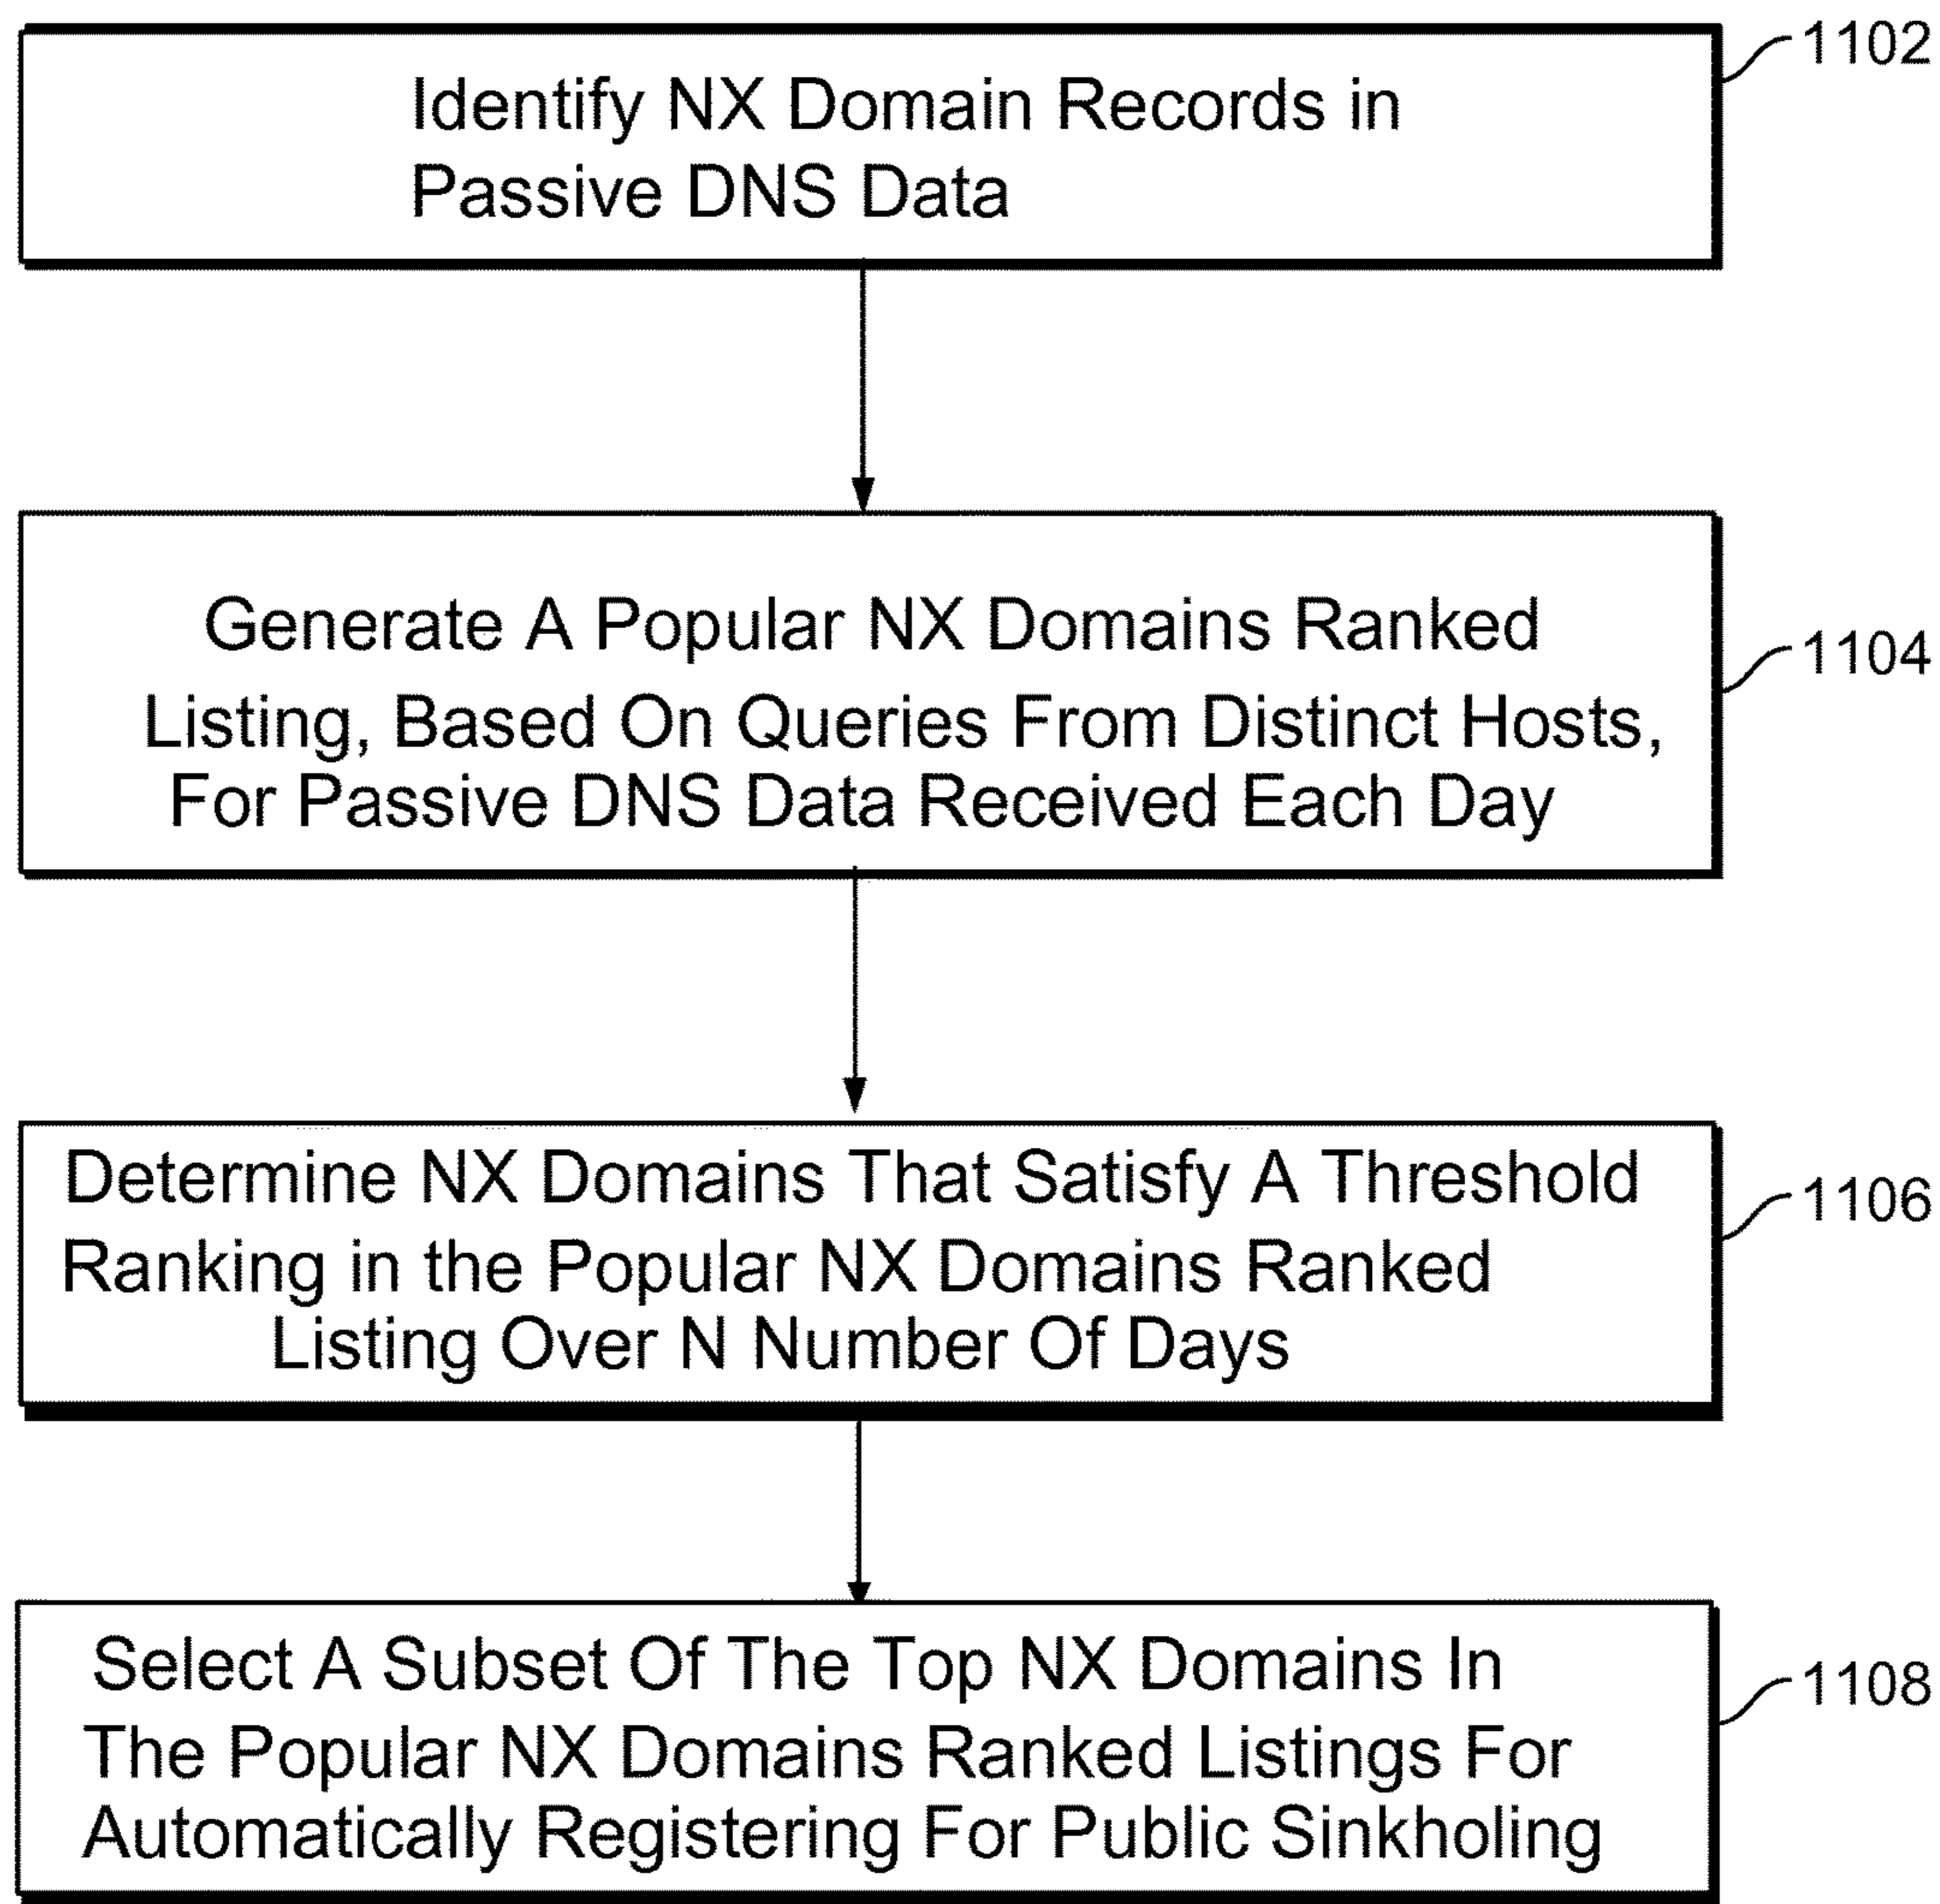 1102
Identify NX Domain Records in
Passive DNS Data
Generate A Popular NX Domains Ranked
Listing, Based On Queries From Distinct Hosts,
For Passive DNS Data Received Each Day
1104
Determine NX Domains That Satisfy A Threshold
Ranking in the Popular NX Domains Ranked
Listing Over N Number Of Days
1106
Select A Subset Of The Top NX Domains In
The Popular NX Domains Ranked Listings For
Automatically Registering For Public Sinkholing
1108